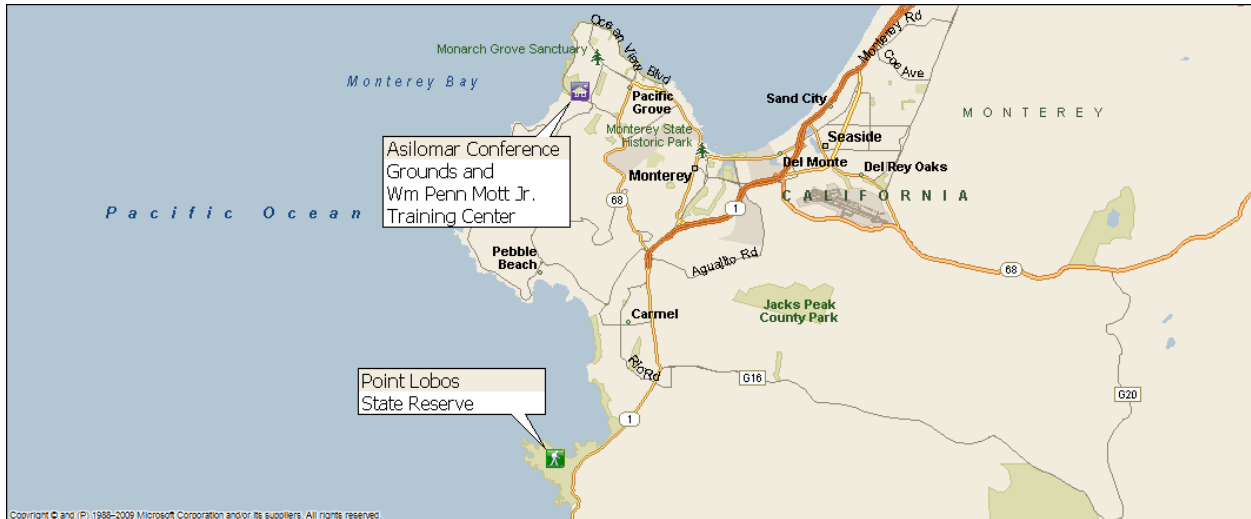 Ocean View Blvd
Monterey Rd
Monarch Grove Sanctuary
Coe Ave
Monterey Bay
Pacific
Grove
Sand City
MONTEREY
Monterey State
Historic Park
Seaside
Asilomar Conference
Grounds and
Wm Penn Mott Jr.
Training Center
Monterey
Del Monte
Del Rey Oaks
CALIFORNIA
68
1
Pacific Ocean
Pebble
Beach
Aguajito Rd
68
Jacks Peak
County Park
Carmel
Rio Rd
G16
G20
Point Lobos
State Reserve
1
Copyright © and (P) 1988–2009 Microsoft Corporation and/or its suppliers. All rights reserved.